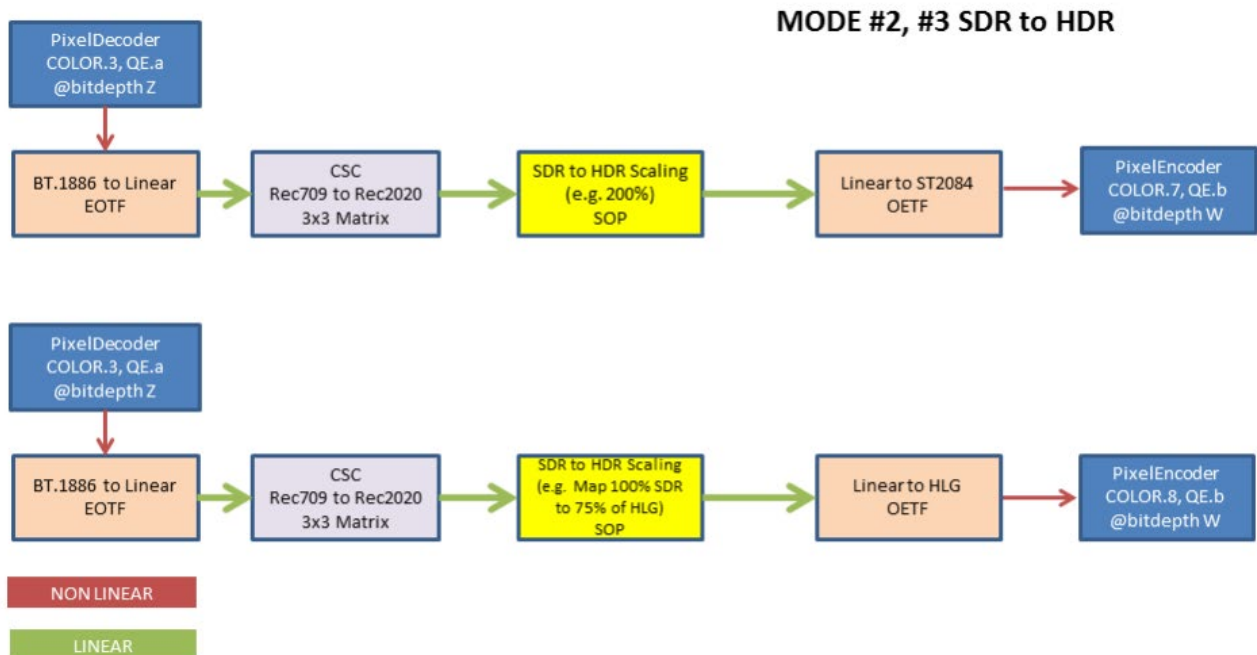 MODE #2, #3 SDR to HDR
PixelDecoder
COLOR.3, QE.a
@bitdepth Z
BT.1886 to Linear
EOTF
CSC
Rec709 to Rec2020
3x3 Matrix
SDR to HDR Scaling
(e.g. 200%)
SOP
Linear to ST2084
OETF
PixelEncoder
COLOR.7, QE.b
@bitdepth W
PixelDecoder
COLOR.3, QE.a
@bitdepth Z
BT.1886 to Linear
EOTF
CSC
Rec709 to Rec2020
3x3 Matrix
SDR to HDR Scaling
(e.g. Map 100% SDR
to 75% of HLG)
SOP
Linear to HLG
OETF
PixelEncoder
COLOR.8, QE.b
@bitdepth W
NON LINEAR
LINEAR